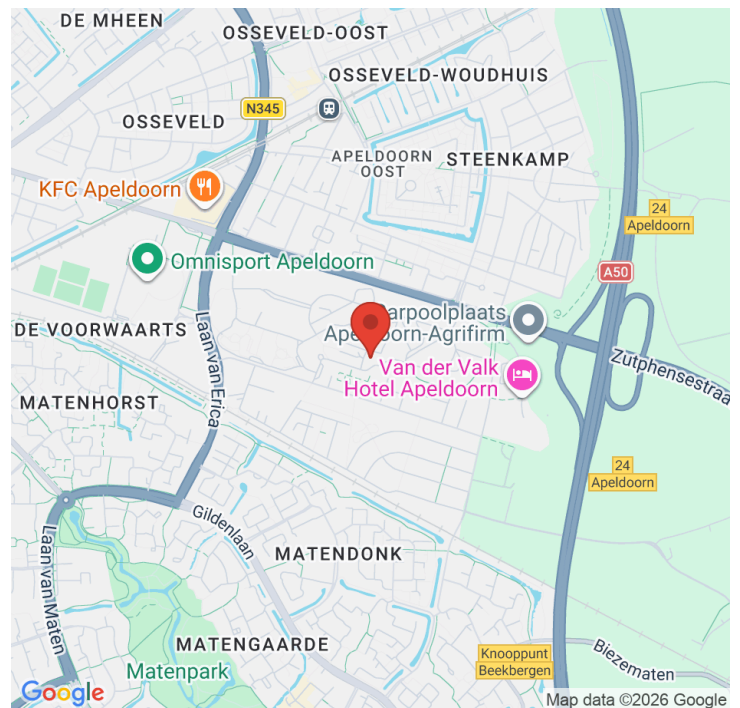 DE MHEEN
OSSEVELD-OOST
OSSEVELD-WOUDHUIS
N345
OSSEVELD
APELDOORN
OOST
STEENKAMP
KFC Apeldoorn
24
Apeldoorn
Omnisport Apeldoorn
A50
DE VOORWAARTS
Laan van Erica
Carpoolplaats
Apeldoorn-Agrifirm
Zutphensestraa
Van der Valk
Hotel Apeldoorn
MATENHORST
24
Apeldoorn
Gildenlaan
Laan van Maten
MATENDONK
MATENGAARDE
Matenpark
Knooppunt
Beekbergen
Biezematen
Google
Map data ©2026 Google